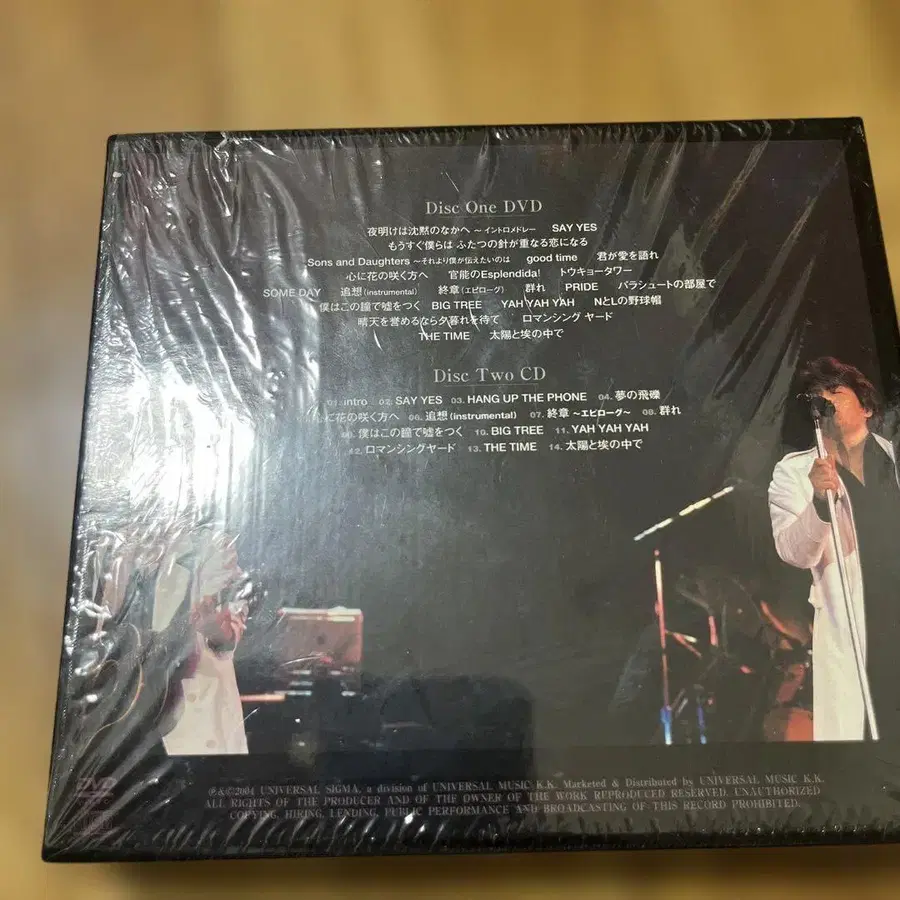 Disc One DVD
夜明けは沈黙のなかへ ～イントロメドレー SAY YES
もうすぐ僕らは ふたつの針が重なる恋になる
Sons and Daughters ～それより僕が伝えたいのは good time 君が愛を語れ
心に花の咲く方へ 官能のEsplendida! トウキョータワー
SOME DAY 追想(instrumental) 終章(エピローグ) 群れ PRIDE パラシュートの部屋で
僕はこの瞳で嘘をつく BIG TREE YAH YAH YAH NとLの野球帽
晴天を誉めるなら夕暮れを待て ロマンシング ヤード
THE TIME 太陽と埃の中で
Disc Two CD
01. intro 02. SAY YES 03. HANG UP THE PHONE 04. 夢の飛礫
心に花の咲く方へ 06. 追想(instrumental) 07. 終章 ～エピローグ～ 08. 群れ
僕はこの瞳で嘘をつく 10. BIG TREE 11. YAH YAH YAH
12. ロマンシングヤード 13. THE TIME 14. 太陽と埃の中で
DVD
℗&©2004 UNIVERSAL SIGMA, a division of UNIVERSAL MUSIC K.K. Marketed & Distributed by UNIVERSAL MUSIC K.K.
ALL RIGHTS OF THE PRODUCER AND OF THE OWNER OF THE WORK RUPRODUCED RESERVED. UNAUTHORIZED
COPYING, HIRING, LENDING, PUBLIC PERFORMANCE AND BROADCASTING OF THIS RECORD PROHIBITED.